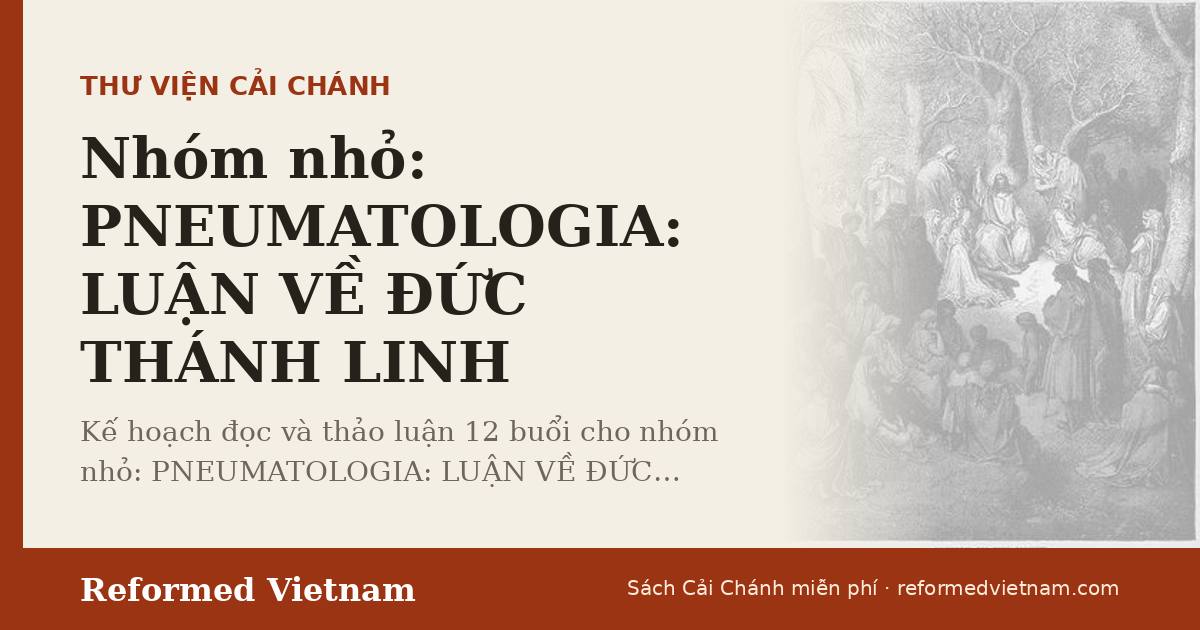 THƯ VIỆN CẢI CHÁNH
Nhóm nhỏ:
PNEUMATOLOGIA:
LUẬN VỀ ĐỨC
THÁNH LINH
Kế hoạch đọc và thảo luận 12 buổi cho nhóm
nhỏ: PNEUMATOLOGIA: LUẬN VỀ ĐỨC…
Reformed Vietnam
Sách Cải Chánh miễn phí · reformedvietnam.com